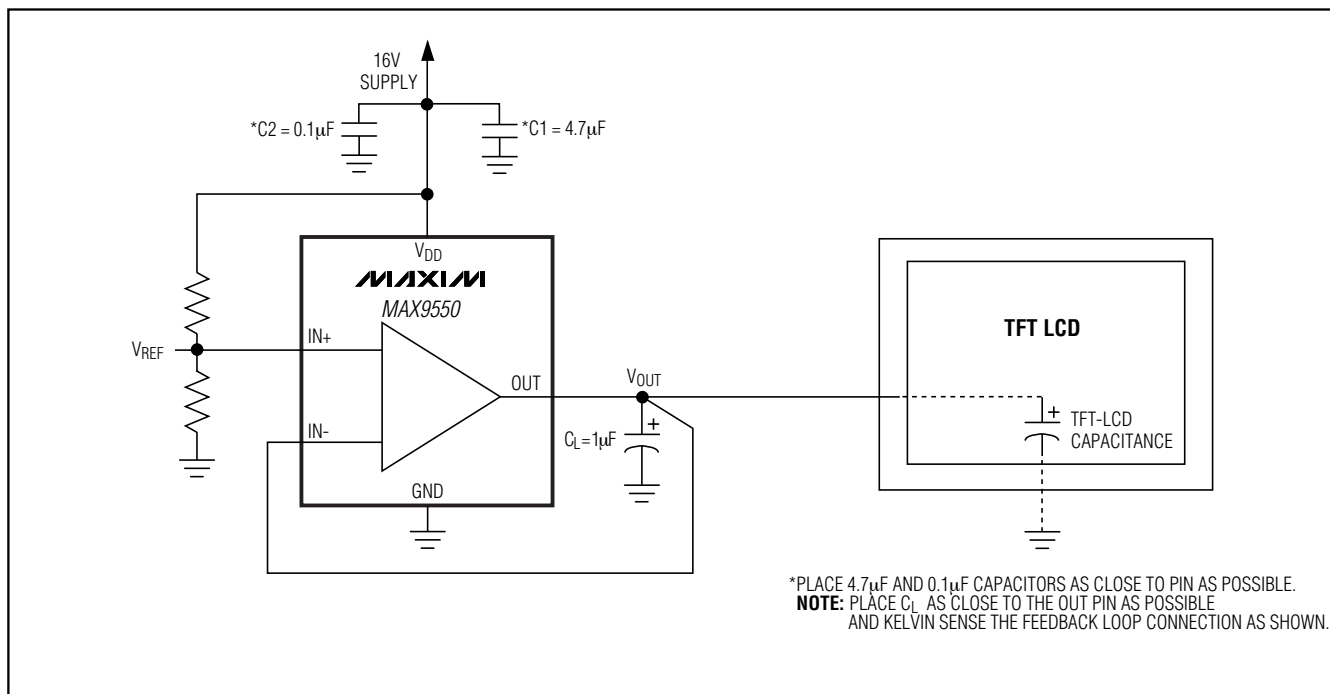 16V
SUPPLY
*C2 = 0.1µF
*C1 = 4.7µF
VDD
MAXIM
MAX9550
IN+
VREF
OUT
VOUT
IN-
CL=1µF
+
GND
TFT LCD
+
TFT-LCD
CAPACITANCE
*PLACE 4.7µF AND 0.1µF CAPACITORS AS CLOSE TO PIN AS POSSIBLE.
NOTE: PLACE CL AS CLOSE TO THE OUT PIN AS POSSIBLE
AND KELVIN SENSE THE FEEDBACK LOOP CONNECTION AS SHOWN.